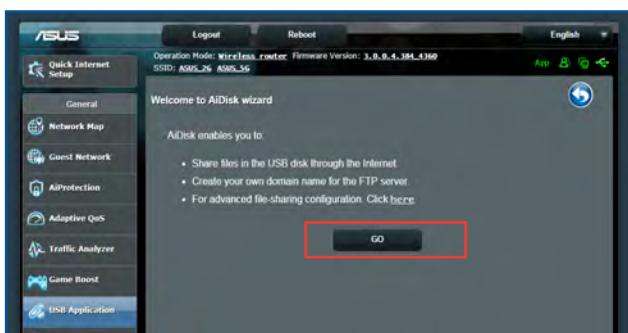 ASUS Logout Reboot English
Quick Internet Setup
Operation Mode: Wireless router Firmware Version: 3.0.0.4.384_4360
SSID: ASUS_2G ASUS_5G
App
General
Welcome to AiDisk wizard
Network Map
AiDisk enables you to:
Guest Network
• Share files in the USB disk through the Internet
• Create your own domain name for the FTP server
AiProtection
• For advanced file-sharing configuration. Click here
Adaptive QoS
GO
Traffic Analyzer
Game Boost
USB Application